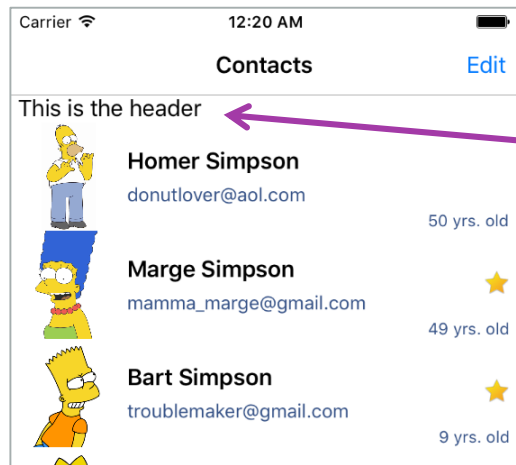 Carrier 12:20 AM
Contacts Edit
This is the header
Homer Simpson
donutlover@aol.com
50 yrs. old
Marge Simpson
mamma_marge@gmail.com
49 yrs. old
Bart Simpson
troublemaker@gmail.com
9 yrs. old